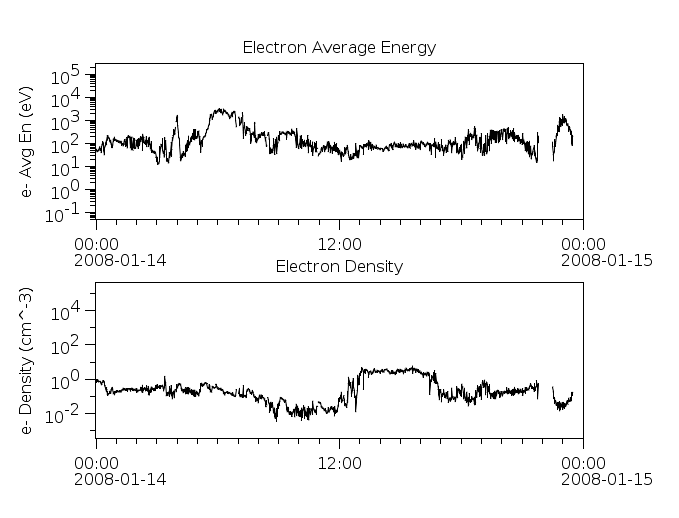 Electron Average Energy
e- Avg En (eV)
10^5
10^4
10^3
10^2
10^1
10^0
10^-1
00:00 12:00 00:00
2008-01-14 2008-01-15
Electron Density
e- Density (cm^-3)
10^4
10^2
10^0
10^-2
00:00 12:00 00:00
2008-01-14 2008-01-15